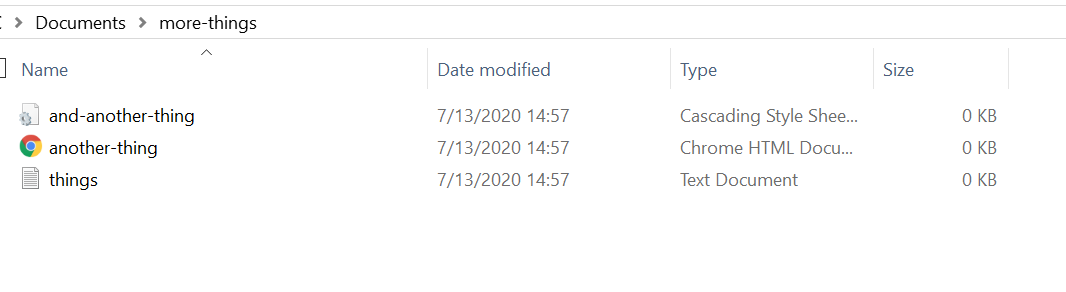 Documents > more-things
Name Date modified Type Size
and-another-thing 7/13/2020 14:57 Cascading Style Shee... 0 KB
another-thing 7/13/2020 14:57 Chrome HTML Docu... 0 KB
things 7/13/2020 14:57 Text Document 0 KB